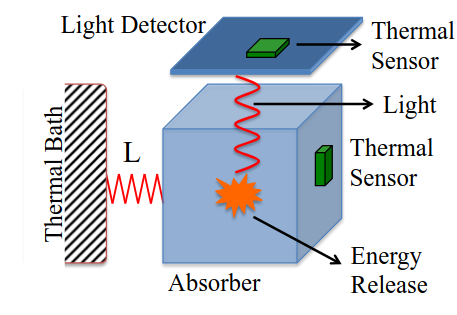 Light Detector
Thermal
Sensor
Light
Thermal Bath
L
Thermal
Sensor
Energy
Release
Absorber